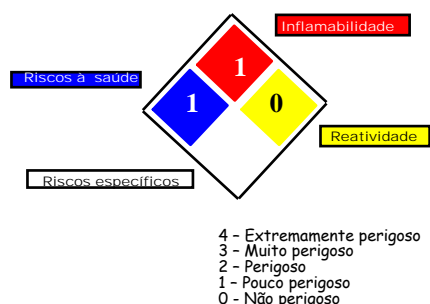 Inflamabilidade
1
Riscos à saúde
1
0
Reatividade
Riscos específicos
4 – Extremamente perigoso
3 – Muito perigoso
2 – Perigoso
1 – Pouco perigoso
0 - Não perigoso